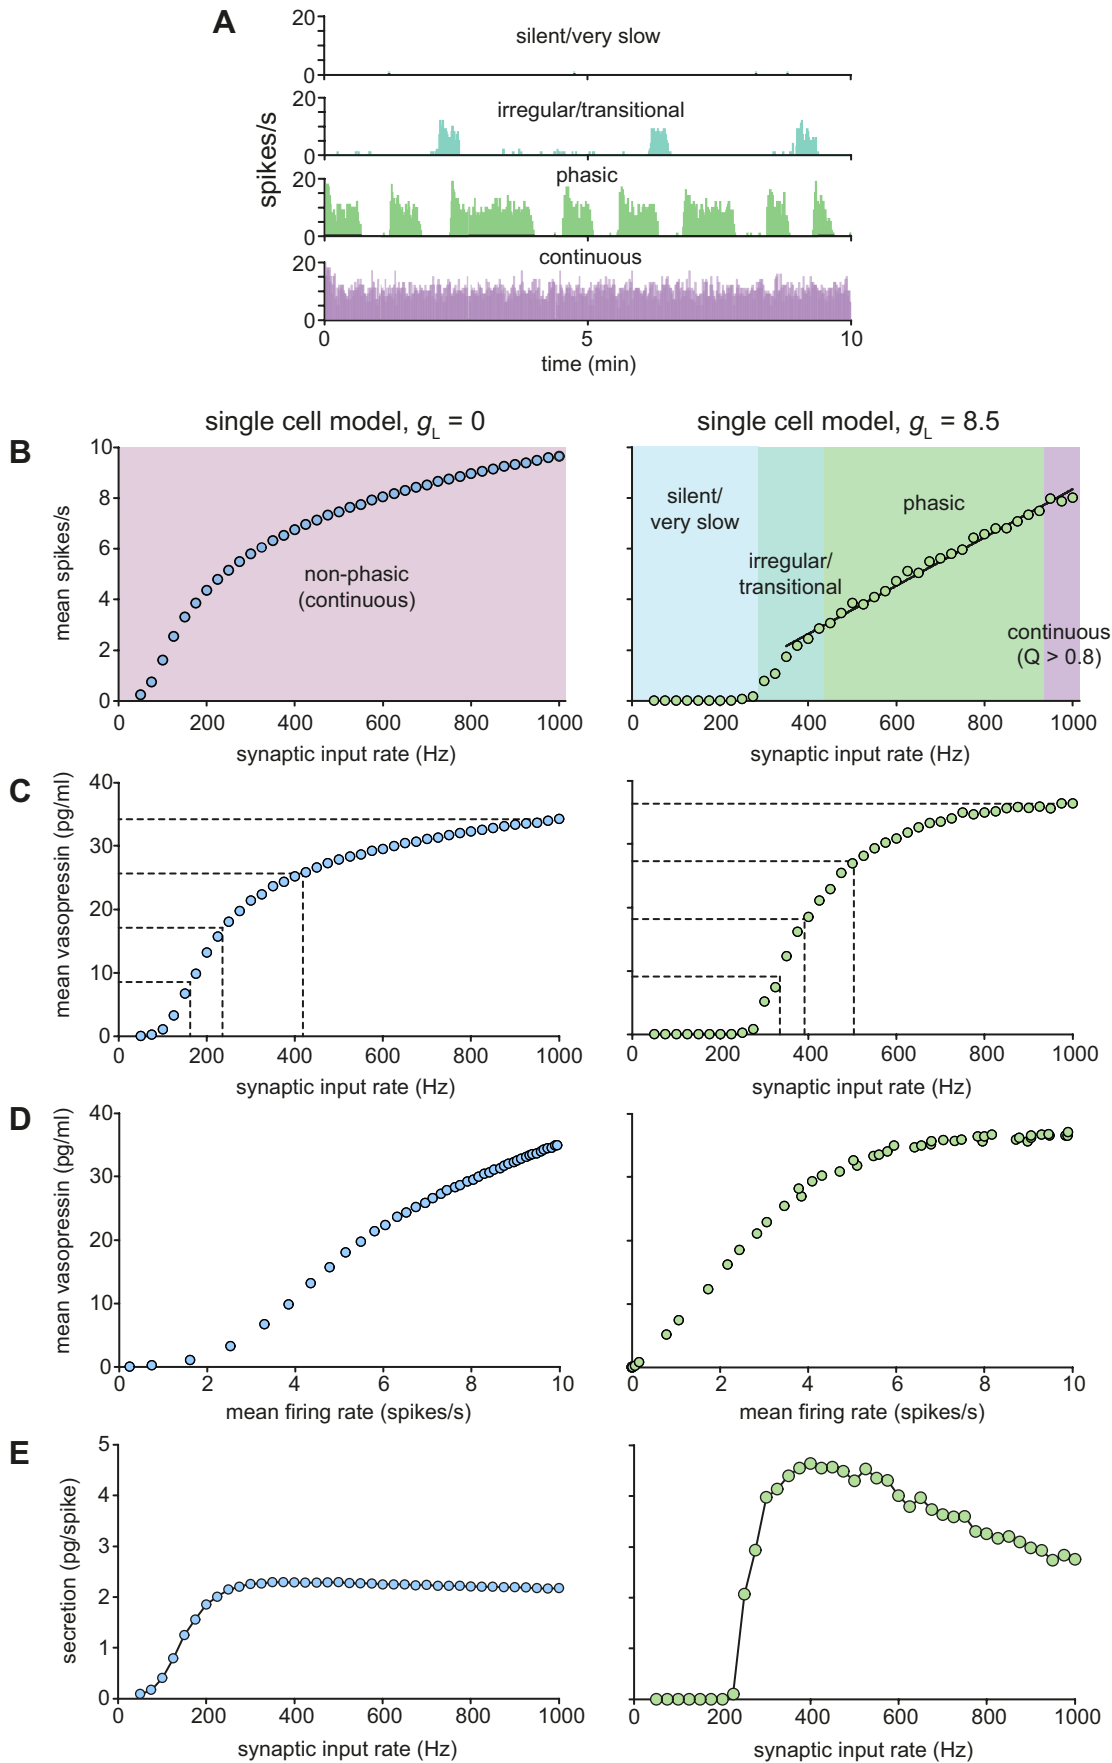 A
20
0
silent/very slow
20
0
irregular/transitional
spikes/s
20
0
phasic
20
0
continuous
0 5 10
time (min)
single cell model, gL = 0
single cell model, gL = 8.5
B
mean spikes/s
10
8
6
4
2
0
non-phasic
(continuous)
0 200 400 600 800 1000
synaptic input rate (Hz)
silent/
very slow
irregular/
transitional
phasic
continuous
(Q > 0.8)
0 200 400 600 800 1000
synaptic input rate (Hz)
C
mean vasopressin (pg/ml)
40
30
20
10
0
0 200 400 600 800 1000
synaptic input rate (Hz)
0 200 400 600 800 1000
synaptic input rate (Hz)
D
mean vasopressin (pg/ml)
40
20
10
0
0 2 4 6 8 10
mean firing rate (spikes/s)
0 2 4 6 8 10
mean firing rate (spikes/s)
E
secretion (pg/spike)
5
4
3
2
1
0
0 200 400 600 800 1000
synaptic input rate (Hz)
0 200 400 600 800 1000
synaptic input rate (Hz)